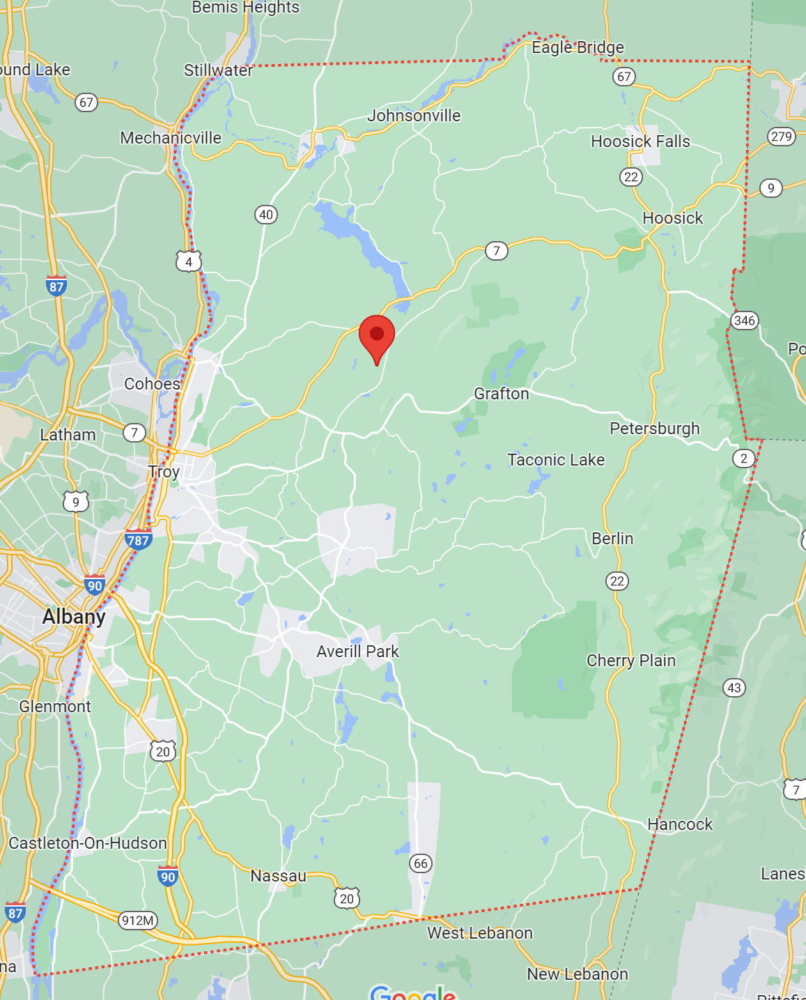 Bemis Heights
Eagle Bridge
ound Lake
Stillwater
67
67
Johnsonville
Mechanicville
279
Hoosick Falls
22
9
40
Hoosick
7
4
87
346
Po
Cohoes
Grafton
Petersburgh
Latham
7
Taconic Lake
2
Troy
9
787
Berlin
22
90
Albany
Averill Park
Cherry Plain
43
Glenmont
20
7
Hancock
Castleton-On-Hudson
66
90
Nassau
Lanes
20
87
912M
West Lebanon
na
New Lebanon
Google